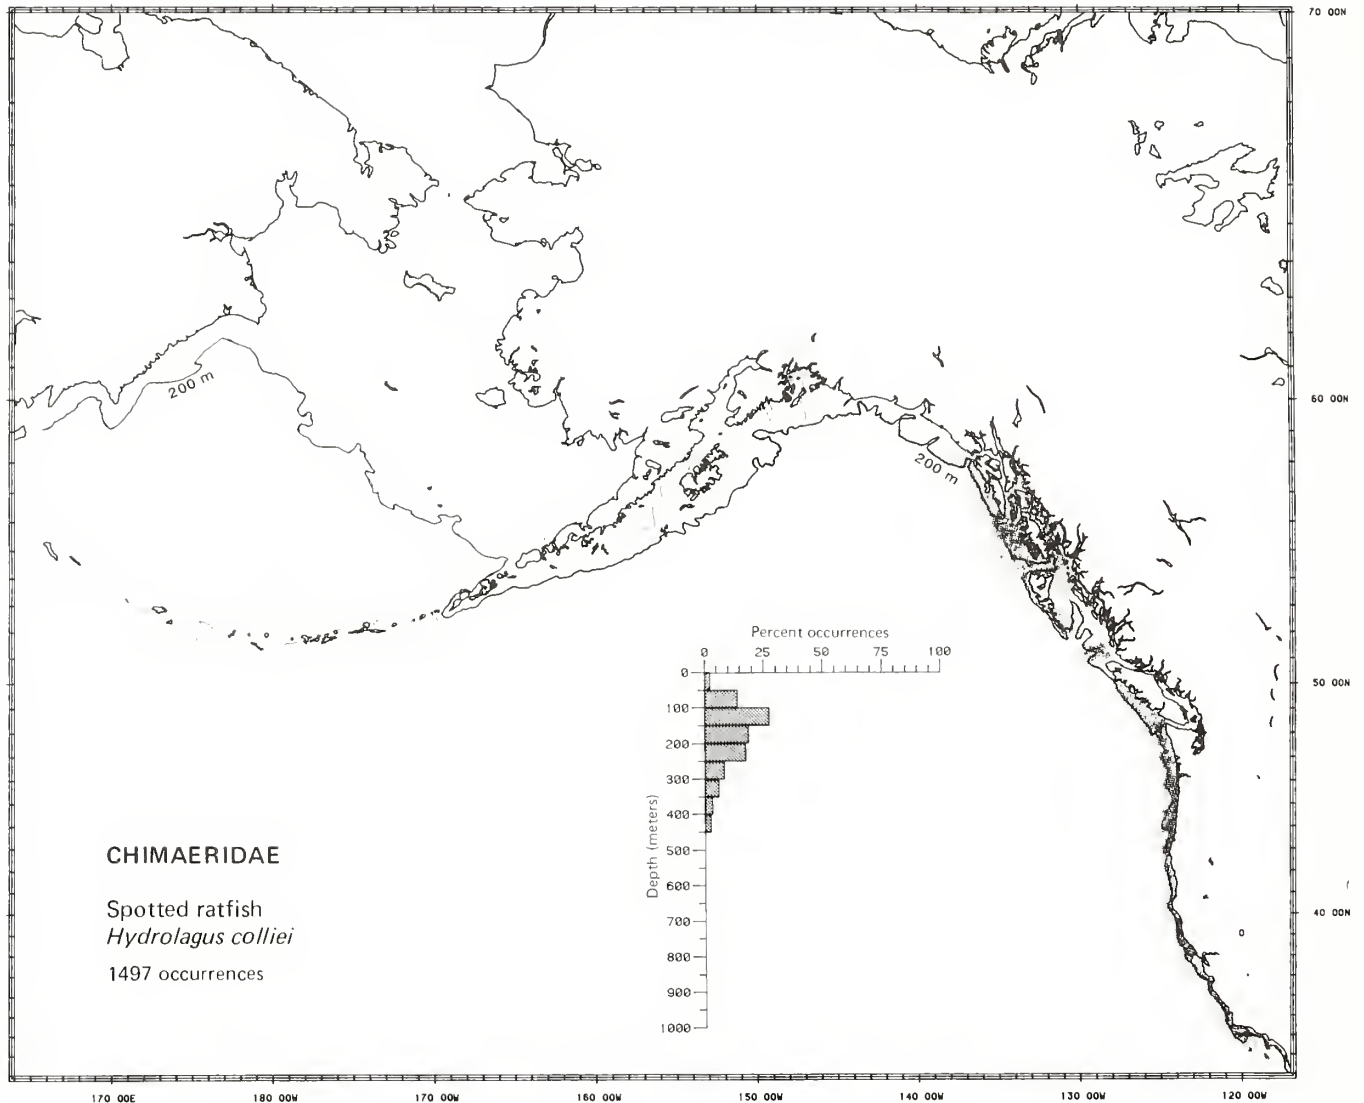 70 00N
200 m
60 00N
200 m
Percent occurrences
0 25 50 75 100
0
100
200
300
400
500
600
700
800
900
1000
Depth (meters)
50 00N
40 00N
CHIMAERIDAE
Spotted ratfish
Hydrolagus colliei
1497 occurrences
170 00E 180 00W 170 00W 160 00W 150 00W 140 00W 130 00W 120 00W